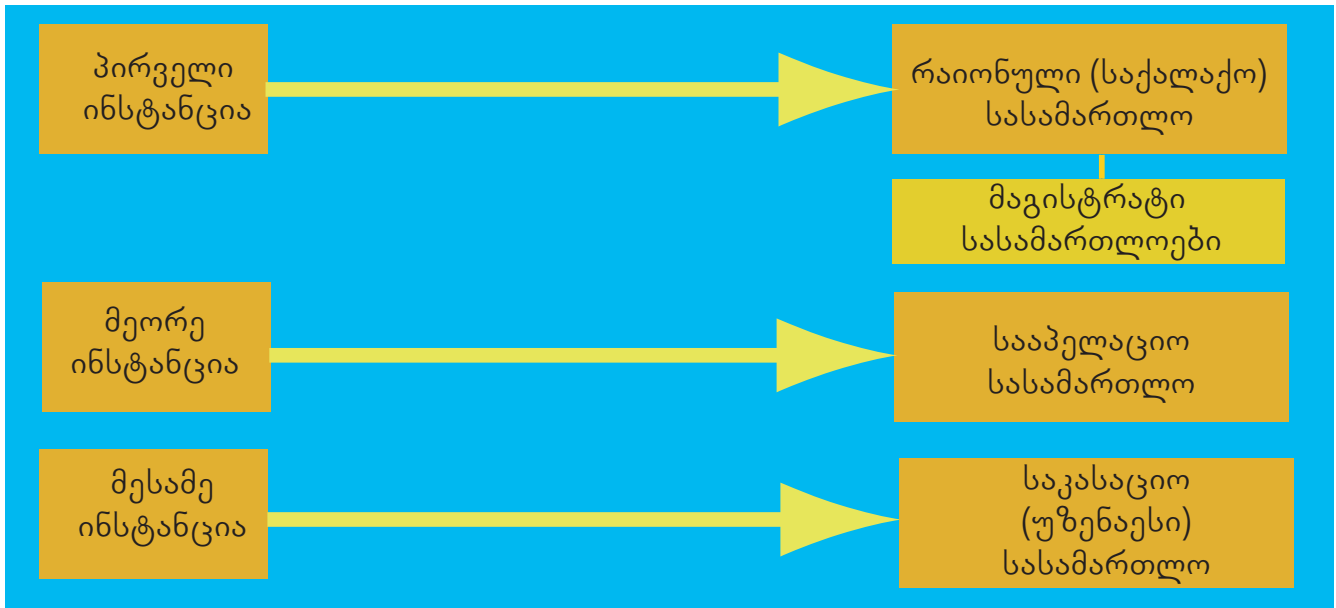 პირველი
ინსტანცია
რაიონული (საქალაქო)
სასამართლო
მაგისტრატი
სასამართლოები
მეორე
ინსტანცია
სააპელაციო
სასამართლო
მესამე
ინსტანცია
საკასაციო
(უზენაესი)
სასამართლო